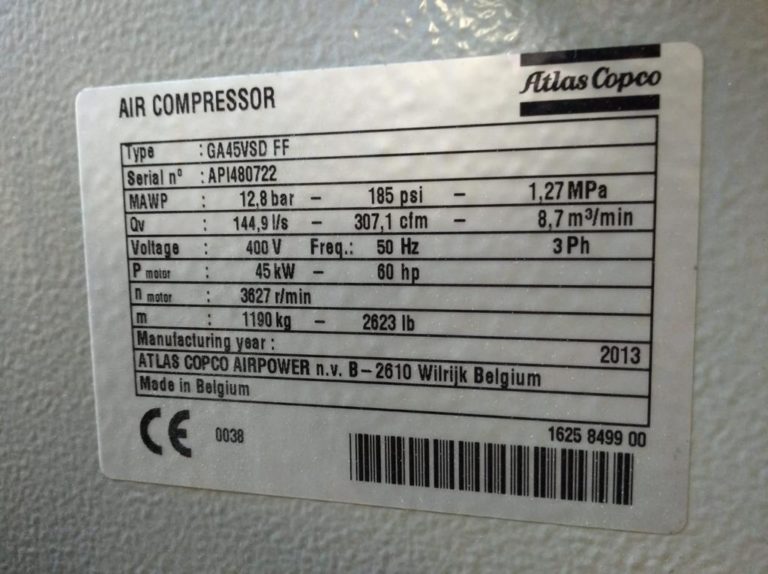 Atlas Copco
AIR COMPRESSOR
Type : GA45VSD FF
Serial nº : API480722
MAWP : 12,8 bar – 185 psi – 1,27 MPa
Qv : 144,9 l/s – 307,1 cfm – 8,7 m³/min
Voltage : 400 V Freq.: 50 Hz 3 Ph
P motor : 45 kW – 60 hp
n motor : 3627 r/min
m : 1190 kg – 2623 lb
Manufacturing year : 2013
ATLAS COPCO AIRPOWER n.v. B – 2610 Wilrijk Belgium
Made in Belgium
CE 0038 1625 8499 00